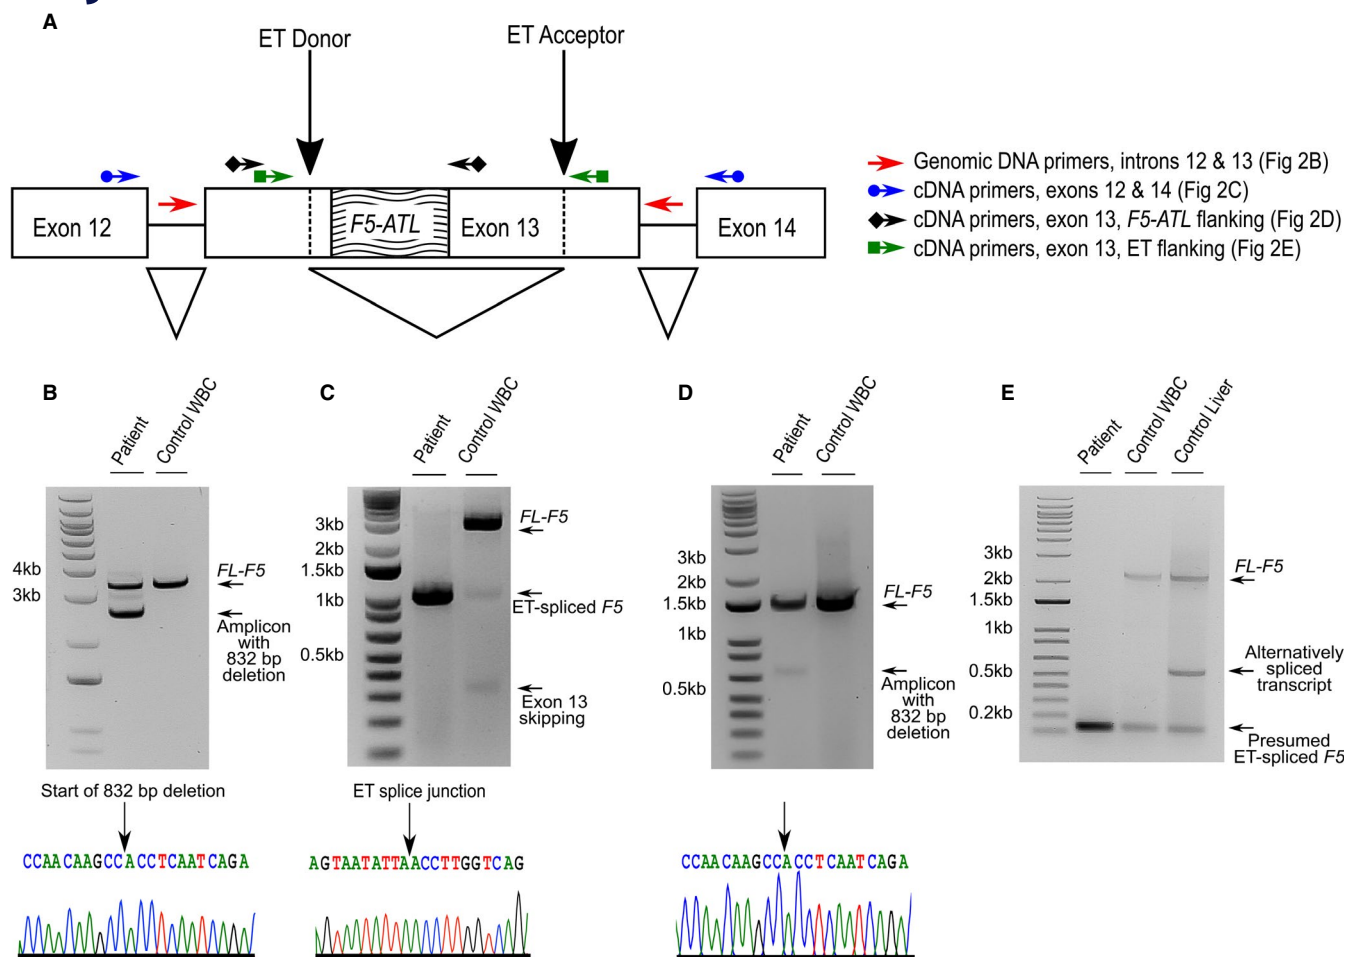 A
ET Donor
ET Acceptor
Exon 12
F5-ATL
Exon 13
Exon 14
Genomic DNA primers, introns 12 & 13 (Fig 2B)
cDNA primers, exons 12 & 14 (Fig 2C)
cDNA primers, exon 13, F5-ATL flanking (Fig 2D)
cDNA primers, exon 13, ET flanking (Fig 2E)
B
Patient
Control WBC
4kb
3kb
FL-F5
Amplicon
with
832 bp
deletion
Start of 832 bp deletion
CCAACAAGCCACCTCAATCAGA
C
Patient
Control WBC
3kb
2kb
1.5kb
1kb
0.5kb
FL-F5
ET-spliced F5
Exon 13
skipping
ET splice junction
AGTAATATTAACCTTGGTCAG
D
Patient
Control WBC
3kb
2kb
1.5kb
1kb
0.5kb
FL-F5
Amplicon
with
832 bp
deletion
CCAACAAGCCACCTCAATCAGA
E
Patient
Control WBC
Control Liver
3kb
2kb
1.5kb
1kb
0.5kb
0.2kb
FL-F5
Alternatively
spliced
transcript
Presumed
ET-spliced F5